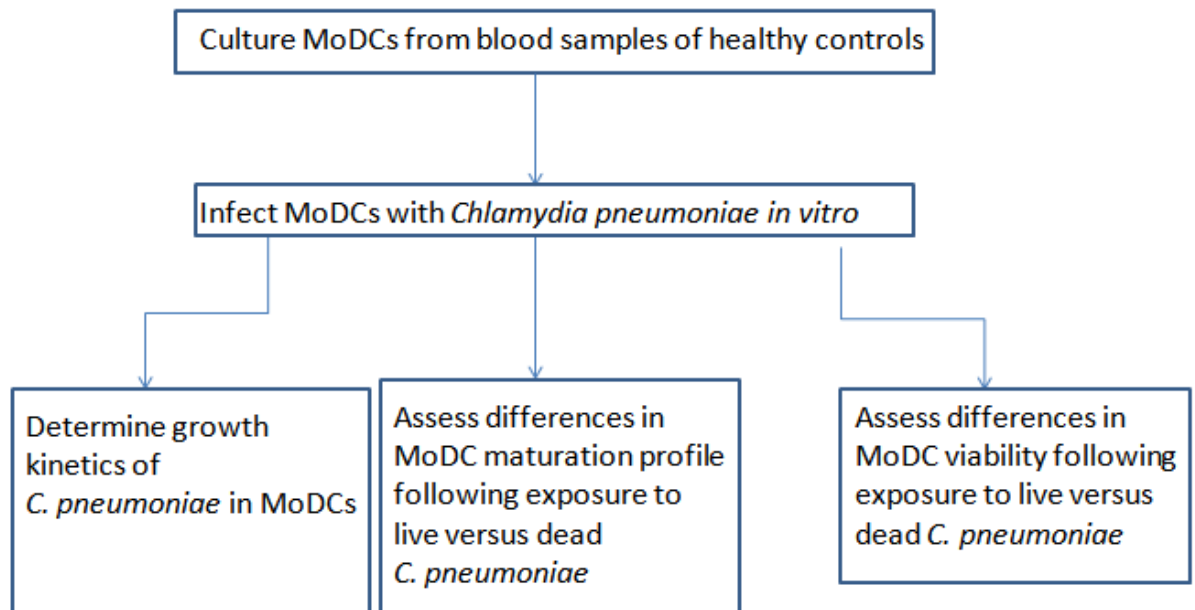 Culture MoDCs from blood samples of healthy controls
Infect MoDCs with Chlamydia pneumoniae in vitro
Determine growth
kinetics of
C. pneumoniae in MoDCs
Assess differences in
MoDC maturation profile
following exposure to
live versus dead
C. pneumoniae
Assess differences in
MoDC viability following
exposure to live versus
dead C. pneumoniae